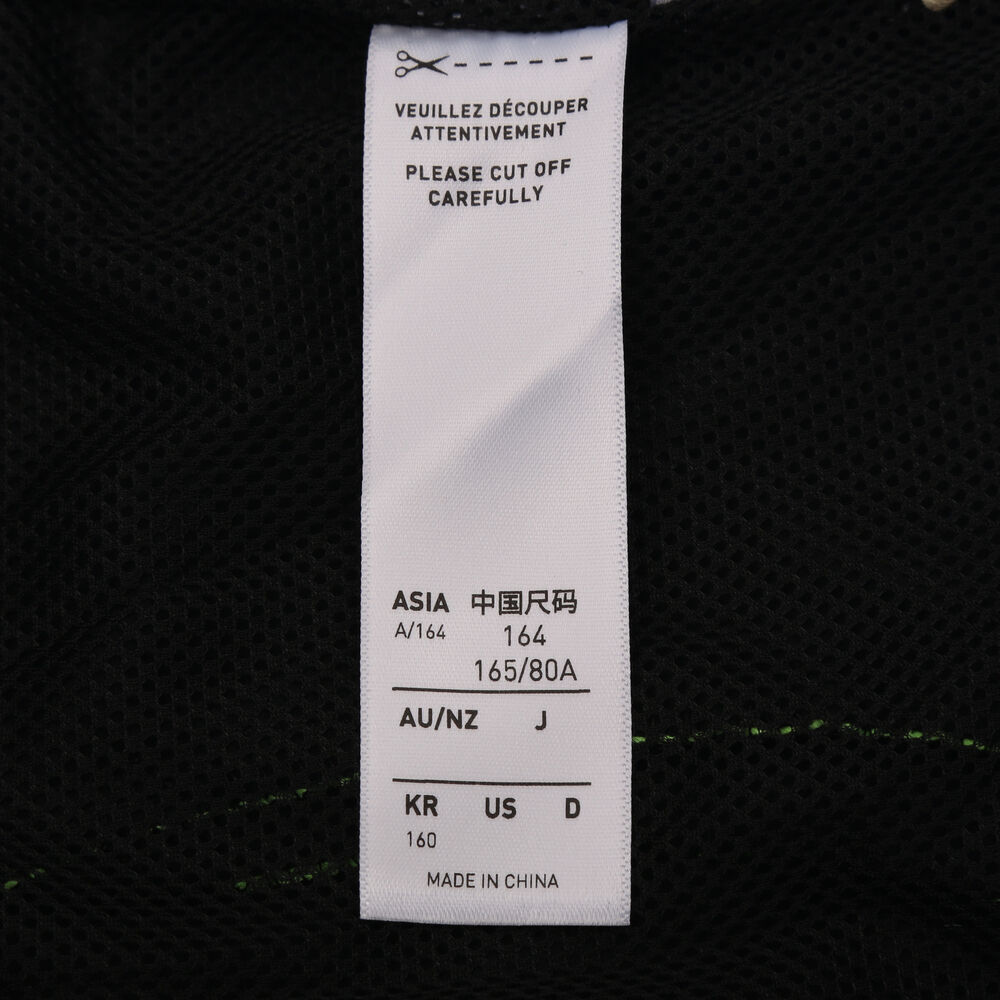 VEUILLEZ DÉCOUPER
ATTENTIVEMENT
PLEASE CUT OFF
CAREFULLY
ASIA 中国尺码
A/164 164
165/80A
AU/NZ J
KR US D
160
MADE IN CHINA